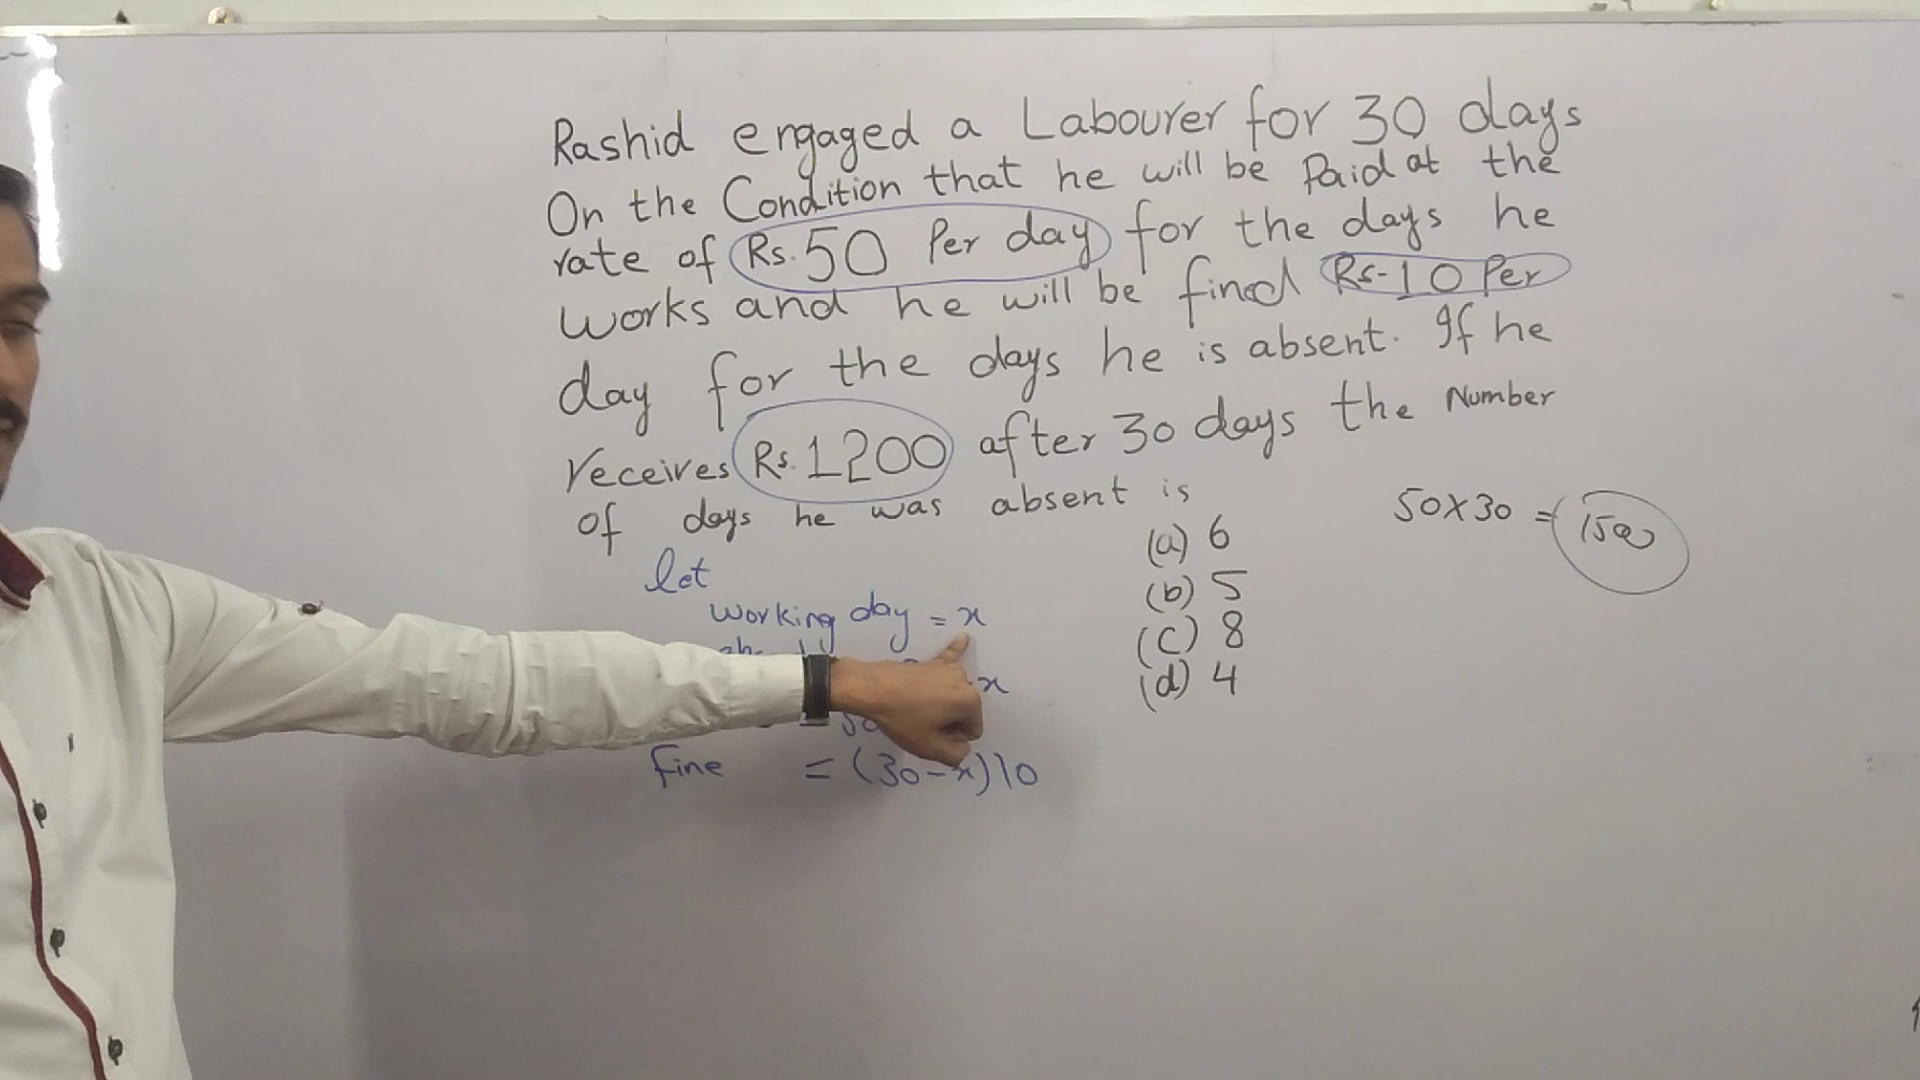 Rashid engaged a Labourer for 30 days
On the Condition that he will be Paid at the
rate of Rs. 50 Per day for the days he
works and he will be fined Rs-10 Per
day for the days he is absent. If he
receives Rs. 1200 after 30 days the Number
of days he was absent is
(a) 6
(b) 5
(c) 8
(d) 4
50x30 = 1500
let
working day = x
-x
Fine = (30-x)10